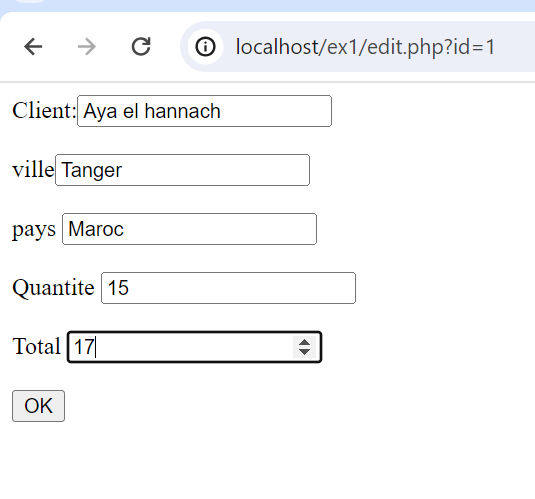 localhost/ex1/edit.php?id=1
Client: Aya el hannach
ville Tanger
pays Maroc
Quantite 15
Total 17
OK